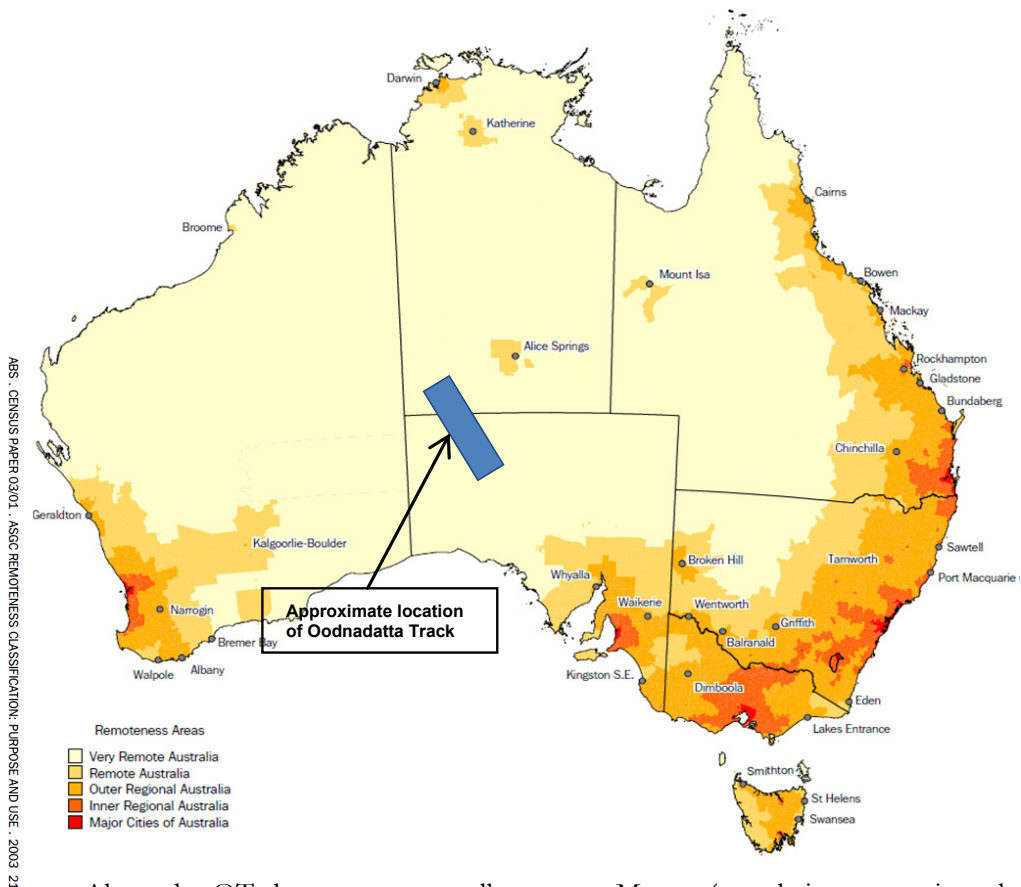 Darwin
Katherine
Cairns
Broome
Mount Isa
Bowen
Mackay
Alice Springs
Rockhampton
Gladstone
Bundaberg
Chinchilla
Geraldton
Kalgoorlie-Boulder
Broken Hill
Tamworth
Sawtell
Whyalla
Port Macquarie
Approximate location
of Oodnadatta Track
Narrogin
Waikerie
Wentworth
Griffith
Bremer Bay
Balranald
Walpole
Albany
Kingston S.E.
Dimboola
Eden
Lakes Entrance
Remoteness Areas
Very Remote Australia
Remote Australia
Outer Regional Australia
Inner Regional Australia
Major Cities of Australia
Smithton
St Helens
Swansea
ABS . CENSUS PAPER 03/01 . ASGC REMOTENESS CLASSIFICATION: PURPOSE AND USE . 2003 21